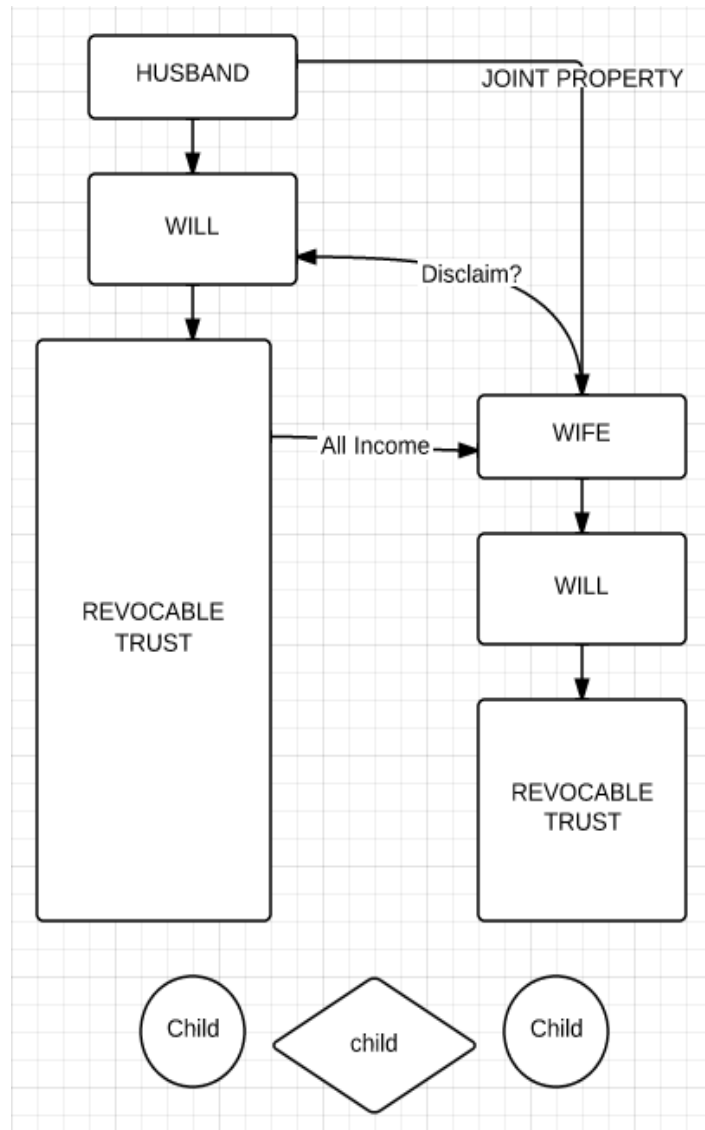 HUSBAND
JOINT PROPERTY
WILL
Disclaim?
WIFE
All Income
WILL
REVOCABLE
TRUST
REVOCABLE
TRUST
Child
child
Child